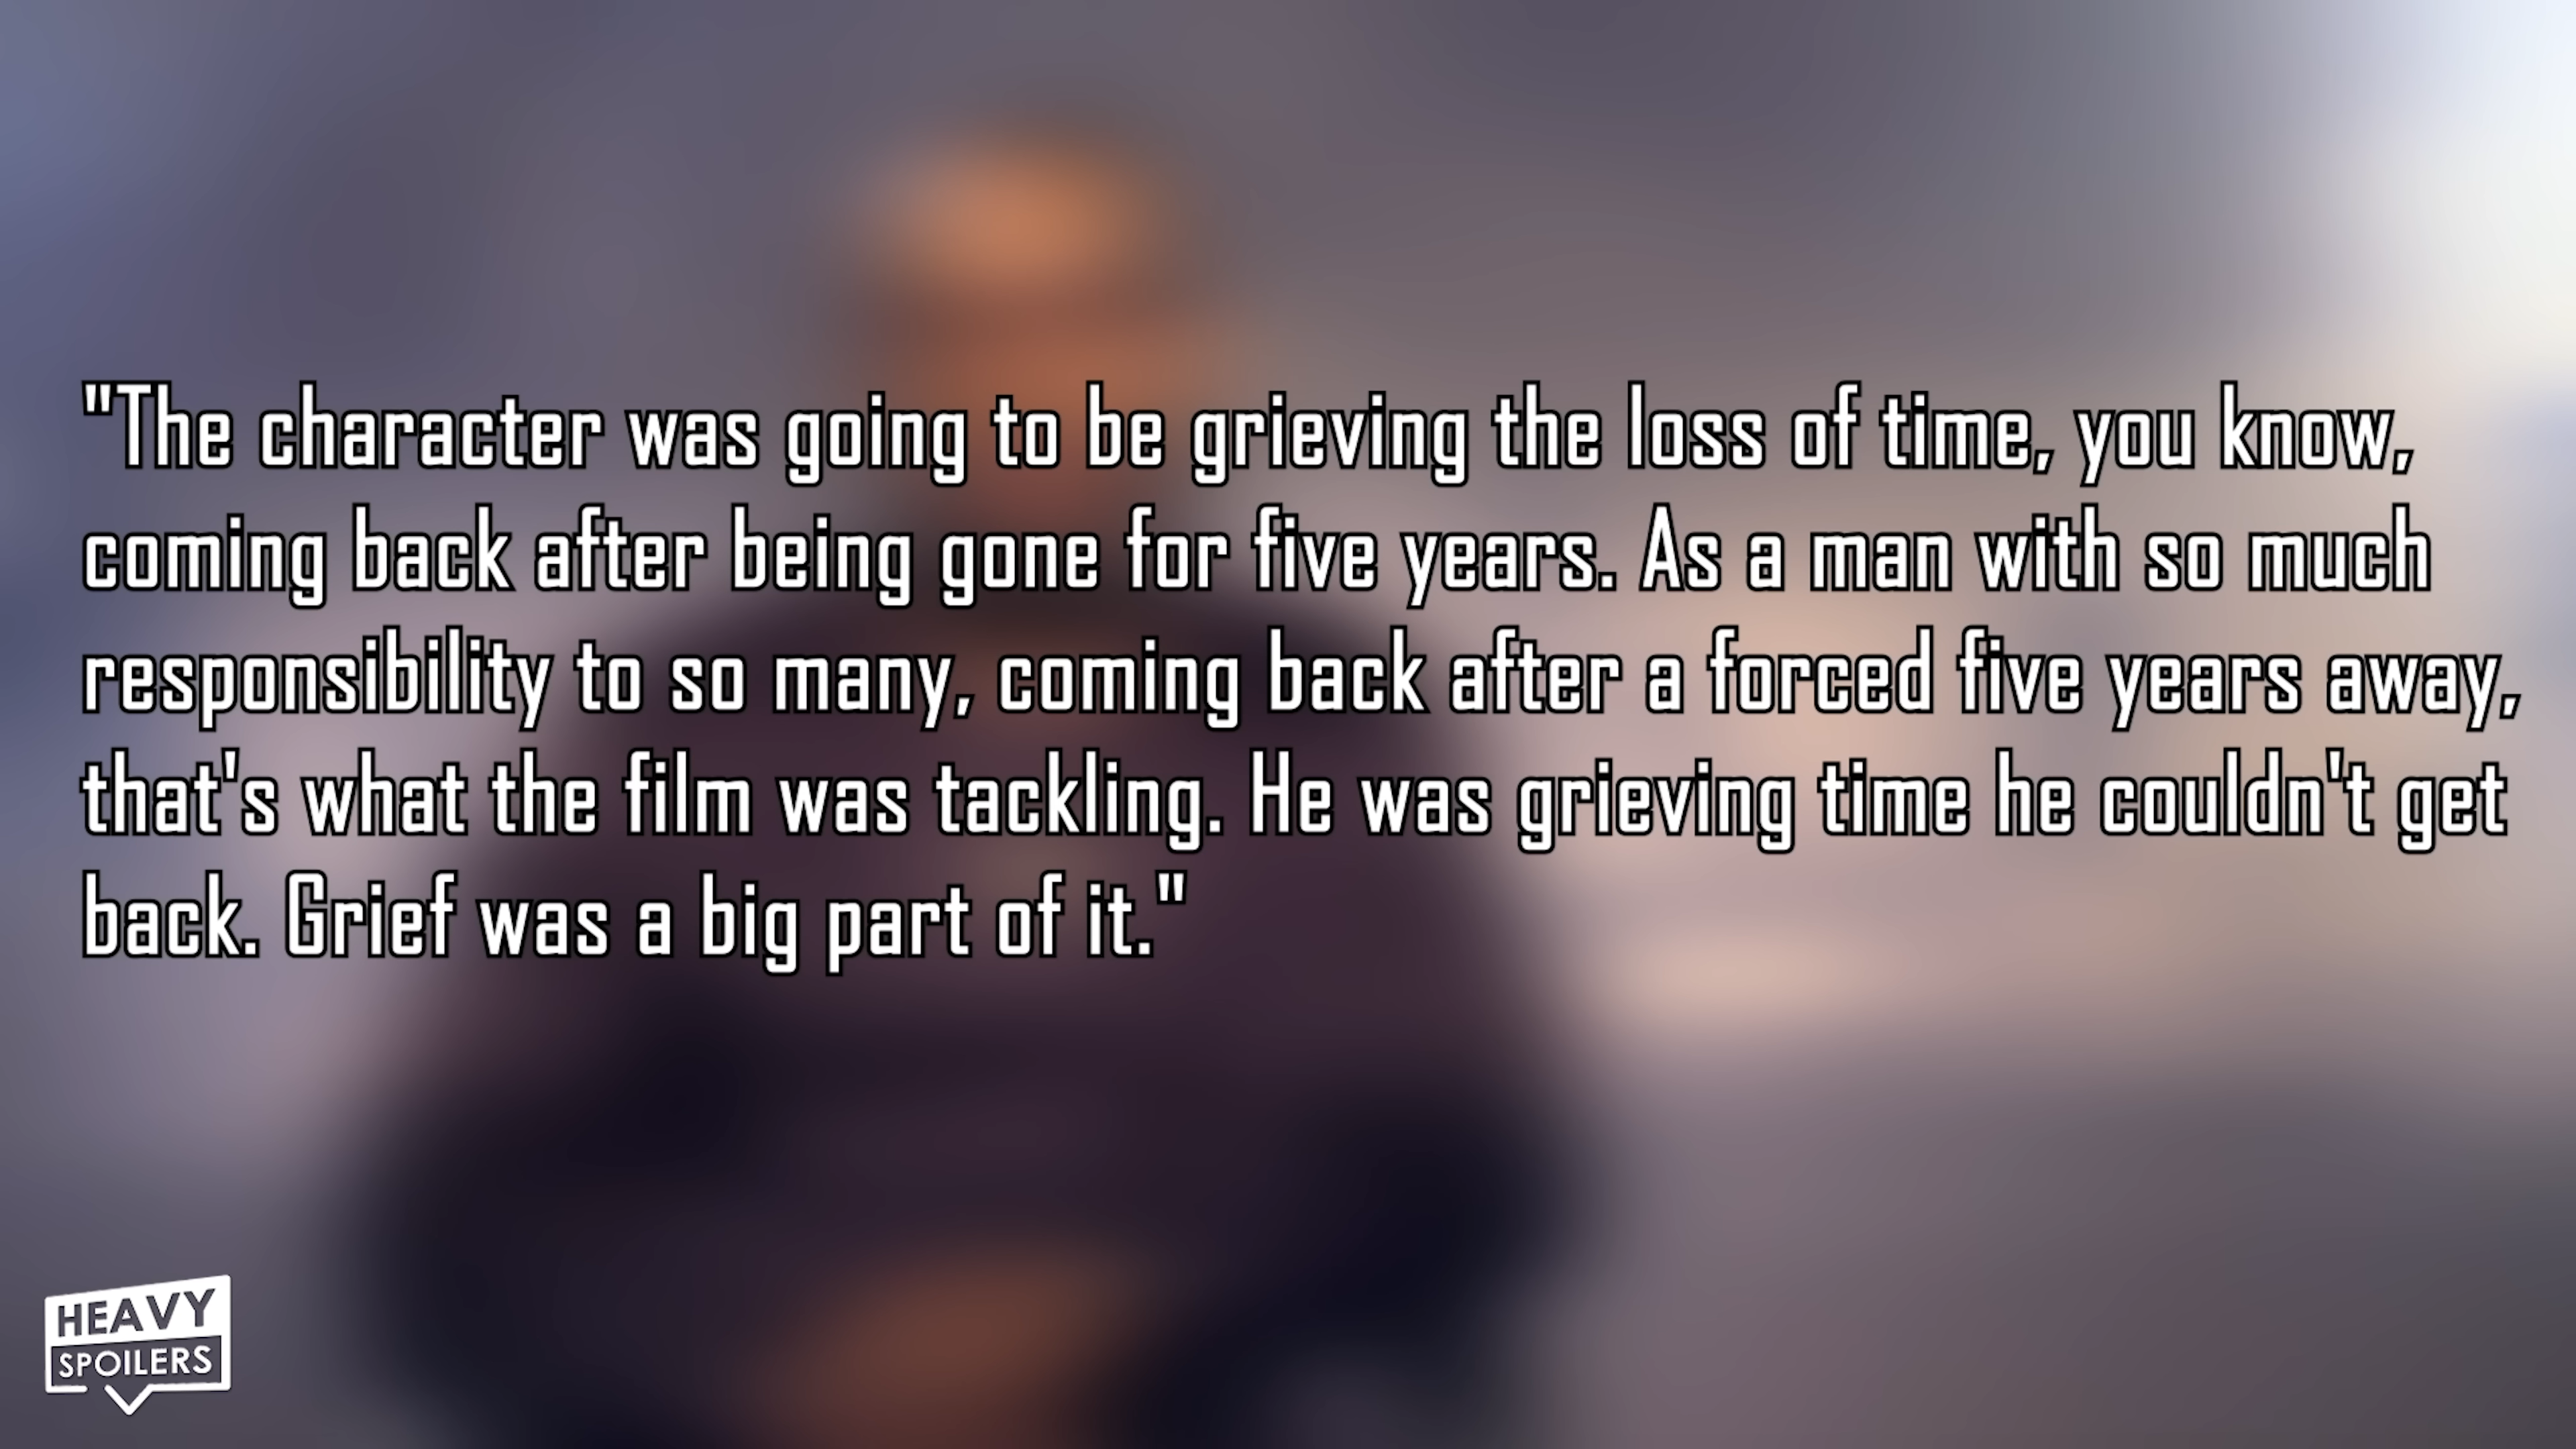 "The character was going to be grieving the loss of time, you know,
coming back after being gone for five years. As a man with so much
responsibility to so many, coming back after a forced five years away,
that's what the film was tackling. He was grieving time he couldn't get
back. Grief was a big part of it."
HEAVY
SPOILERS